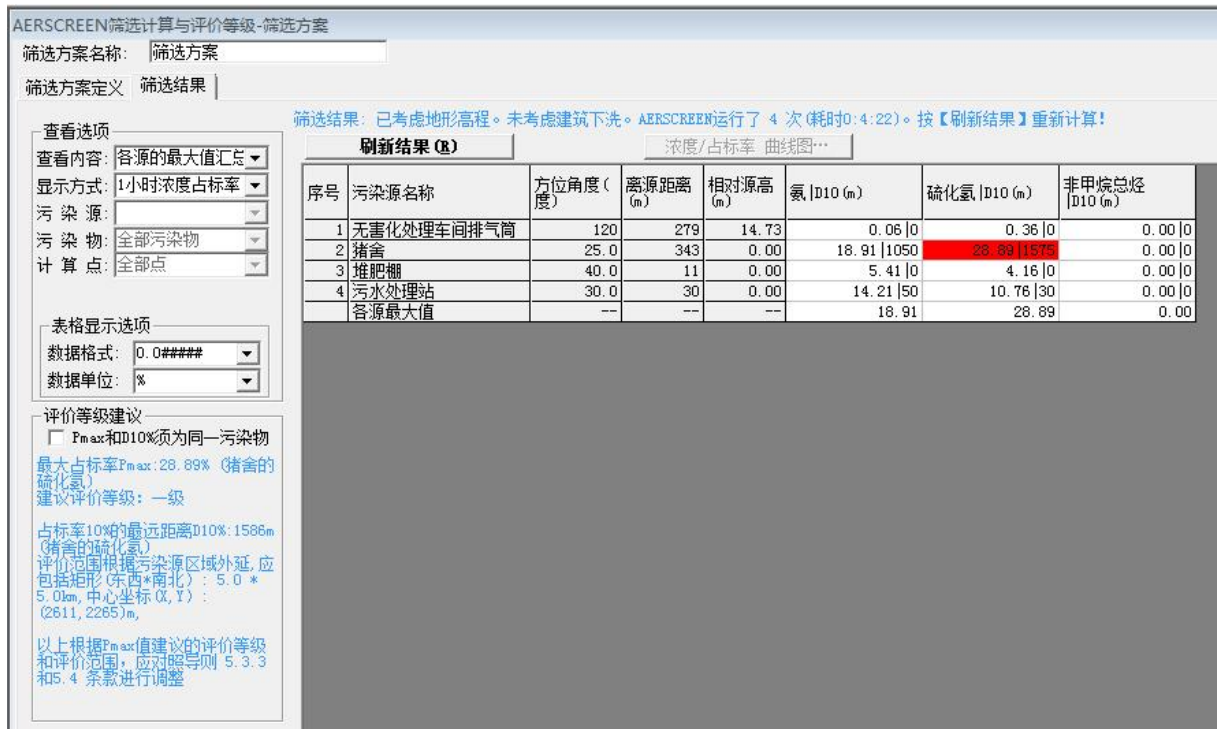 AERSCREEN筛选计算与评价等级-筛选方案
筛选方案名称: 筛选方案
筛选方案定义 筛选结果
筛选结果: 已考虑地形高程。未考虑建筑下洗。AERSCREEN运行了 4 次(耗时0:4:22)。按【刷新结果】重新计算!
查看选项
查看内容: 各源的最大值汇总
显示方式: 1小时浓度占标率
污 染 源:
污 染 物: 全部污染物
计 算 点: 全部点
表格显示选项
数据格式: 0.0#####
数据单位: %
评价等级建议
Pmax和D10%须为同一污染物
最大占标率Pmax:28.89% (猪舍的
硫化氢)
建议评价等级: 一级
占标率10%的最远距离D10%:1586m
(猪舍的硫化氢)
评价范围根据污染源区域外延,应
包括矩形(东西*南北): 5.0 *
5.0km,中心坐标(X,Y):
(2611,2265)m,
以上根据Pmax值建议的评价等级
和评价范围,应对照导则 5.3.3
和5.4 条款进行调整
刷新结果(R) 浓度/占标率 曲线图…
序号 污染源名称 方位角度(度) 离源距离(m) 相对源高(m) 氨|D10(m) 硫化氢|D10(m) 非甲烷总烃|D10(m)
1 无害化处理车间排气筒 120 279 14.73 0.06|0 0.36|0 0.00|0
2 猪舍 25.0 343 0.00 18.91|1050 28.89|1575 0.00|0
3 堆肥棚 40.0 11 0.00 5.41|0 4.16|0 0.00|0
4 污水处理站 30.0 30 0.00 14.21|50 10.76|30 0.00|0
各源最大值 -- -- -- 18.91 28.89 0.00